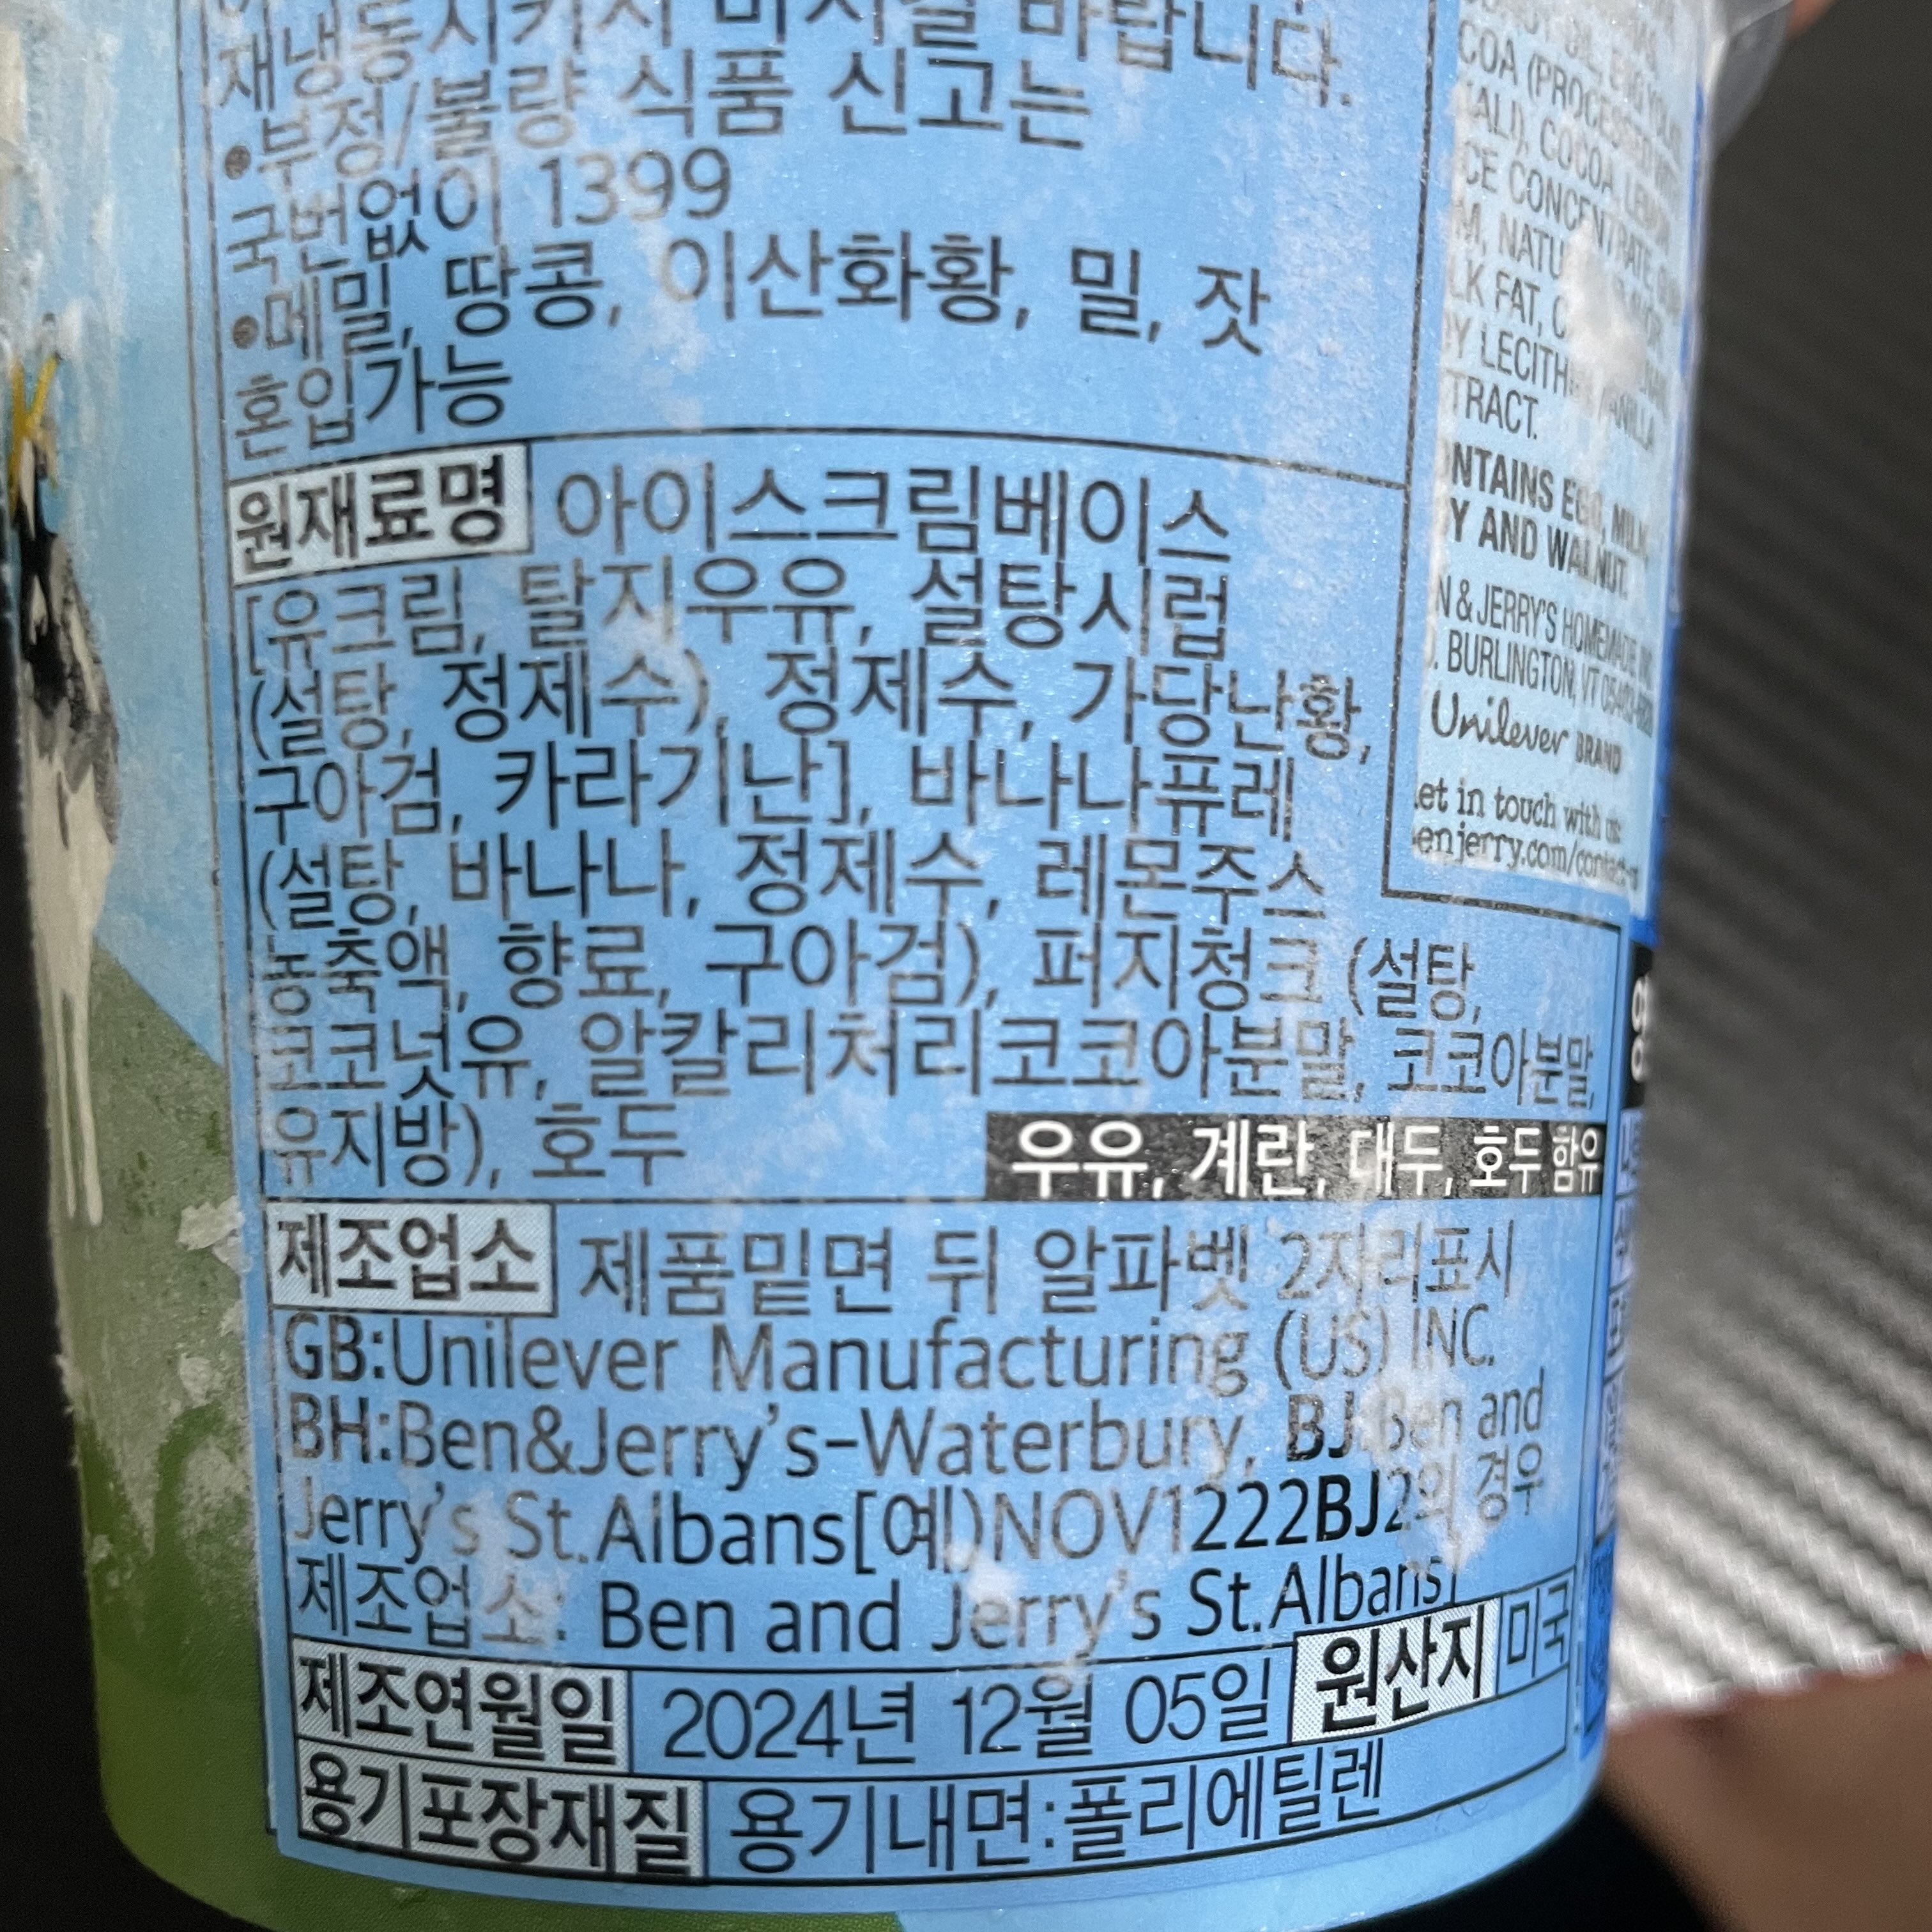 재냉동시키지 마시길 바랍니다.
•부정/불량 식품 신고는
국번없이 1399
•메밀, 땅콩, 이산화황, 밀, 잣
혼입가능
원재료명 아이스크림베이스
[유크림, 탈지우유, 설탕시럽
(설탕, 정제수), 정제수, 가당난황,
구아검, 카라기난], 바나나퓨레
(설탕, 바나나, 정제수, 레몬주스
농축액, 향료, 구아검), 퍼지청크 (설탕,
코코넛유, 알칼리처리코코아분말, 코코아분말,
유지방), 호두 우유, 계란, 대두, 호두 함유
제조업소 제품밑면 뒤 알파벳 2자리표시
GB:Unilever Manufacturing (US) INC.
BH:Ben&Jerry's-Waterbury, BJ:Ben and
Jerry's St.Albans[예)NOV1222BJ2의 경우
제조업소: Ben and Jerry's St.Albans]
제조연월일 2024년 12월 05일 원산지 미국
용기포장재질 용기내면:폴리에틸렌
COA (PROCESSED
ALI), COCOA, LEMON
CE CONCENTRATE,
M, NATU
LK FAT,
Y LECITH VANILLA
TRACT.
NTAINS EGG, MILK,
Y AND WALNUT.
N & JERRY'S HOMEMADE, INC.
. BURLINGTON, VT
Unilever BRAND
et in touch with us:
enjerry.com/contact-u